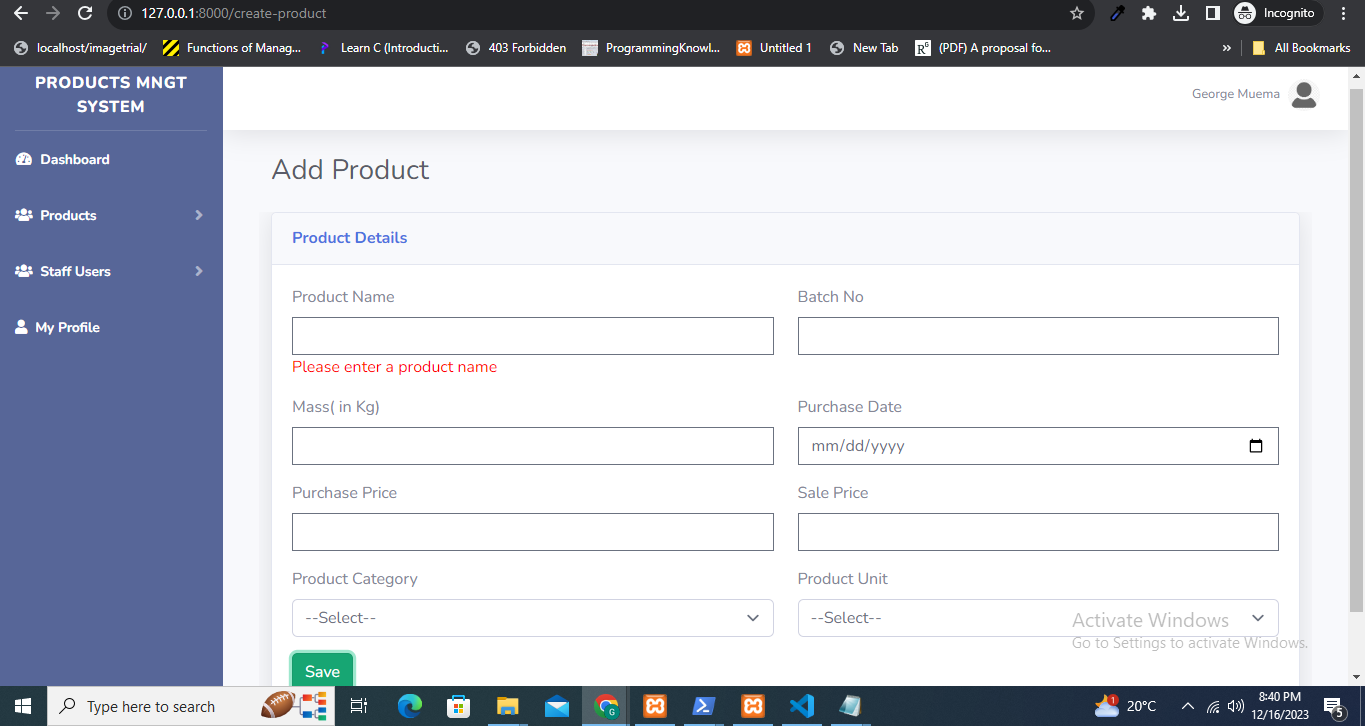 127.0.0.1:8000/create-product
Incognito
localhost/imagetrial/
Functions of Manag...
Learn C (Introducti...
403 Forbidden
ProgrammingKnowl...
Untitled 1
New Tab
RG
(PDF) A proposal fo...
»
All Bookmarks
PRODUCTS MNGT
SYSTEM
George Muema
Dashboard
Products
Staff Users
My Profile
Add Product
Product Details
Product Name
Batch No
Please enter a product name
Mass( in Kg)
Purchase Date
mm/dd/yyyy
Purchase Price
Sale Price
Product Category
Product Unit
--Select--
--Select--
Activate Windows
Go to Settings to activate Windows.
Save
Type here to search
G
1
20°C
8:40 PM
12/16/2023
5